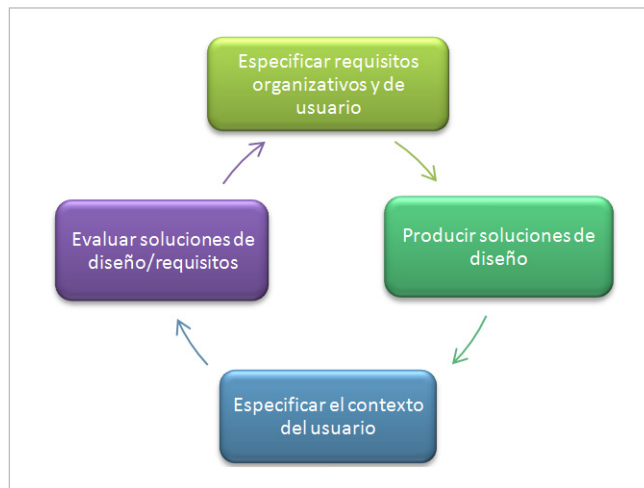 Especificar requisitos
organizativos y de
usuario
Producir soluciones de
diseño
Especificar el contexto
del usuario
Evaluar soluciones de
diseño/requisitos